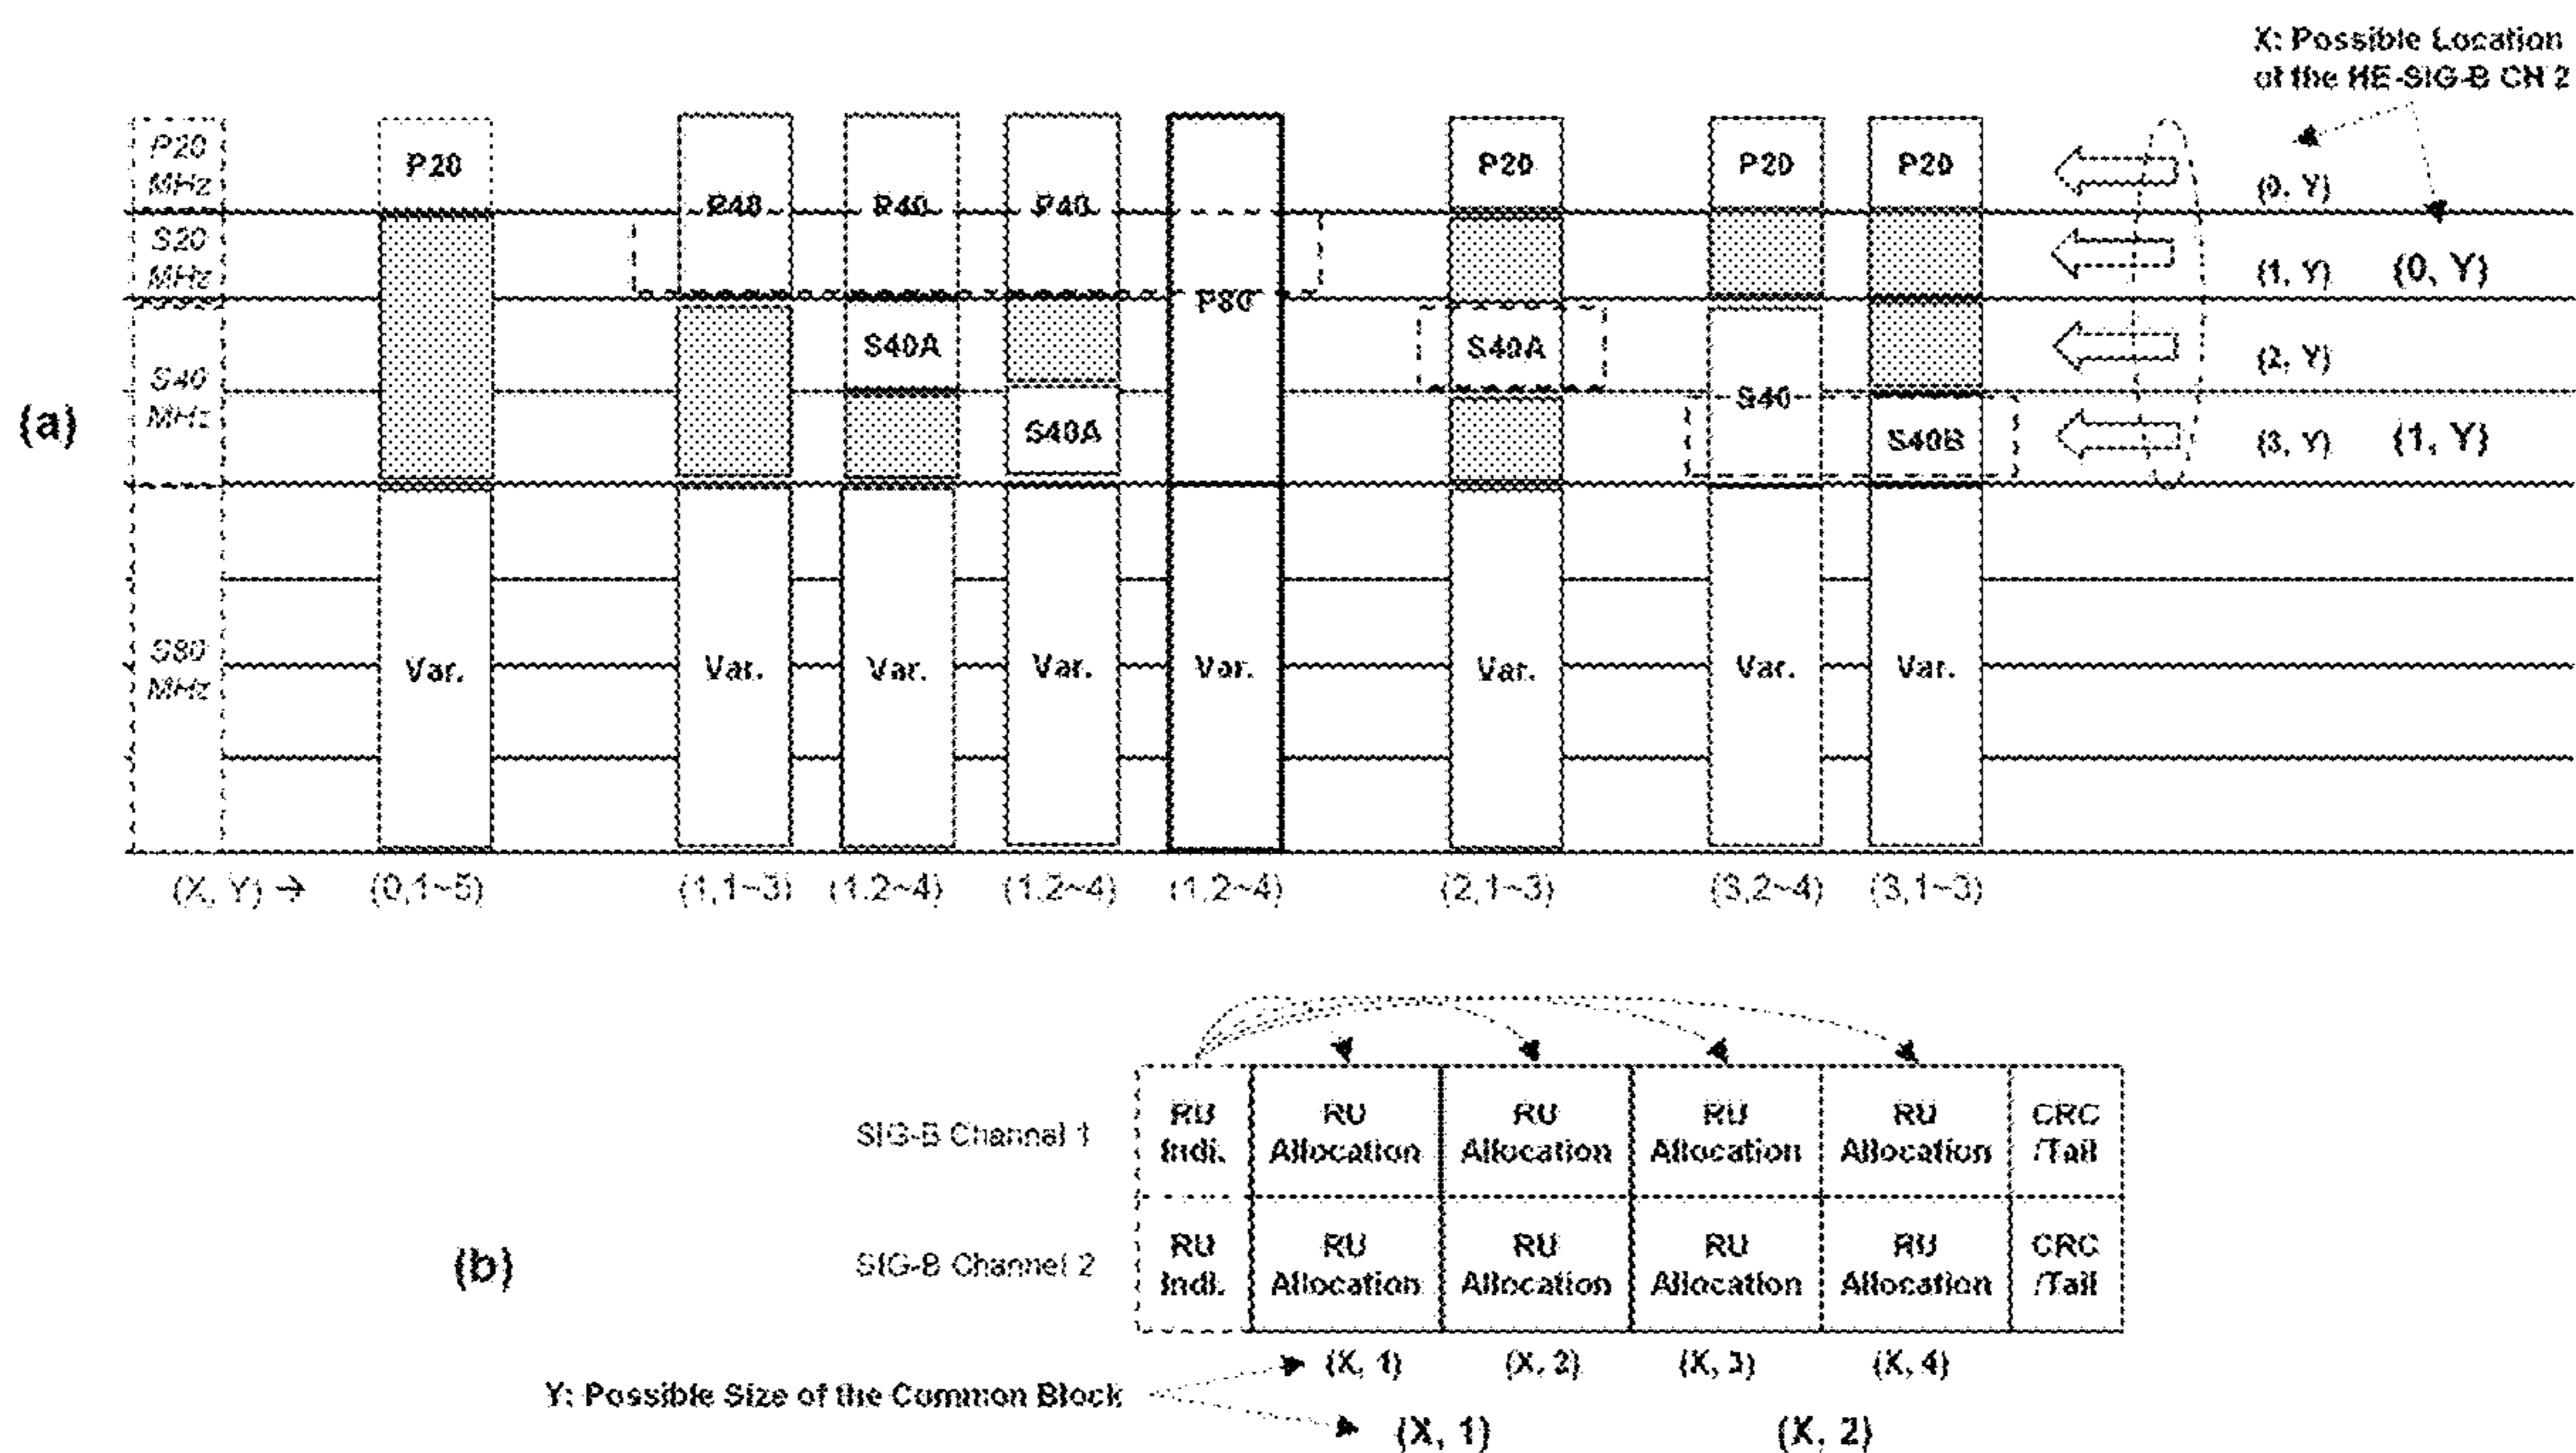 X: Possible Location
of the HE-SIG-B CH 2
P20
MHz
P20
P40
P40
P40
P20
P20
P20
(0, Y)
S20
MHz
(1, Y)
(0, Y)
P80
S40A
S40A
(2, Y)
S40
MHz
S40
(a)
S40A
S40B
(3, Y)
(1, Y)
S80
MHz
Var.
Var.
Var.
Var.
Var.
Var.
Var.
Var.
(X, Y) →
(0,1~5)
(1,1~3)
(1,2~4)
(1,2~4)
(1,2~4)
(2,1~3)
(3,2~4)
(3,1~3)
SIG-B Channel 1
RU
Indi.
RU
Allocation
RU
Allocation
RU
Allocation
RU
Allocation
CRC
/Tail
(b)
SIG-B Channel 2
RU
Indi.
RU
Allocation
RU
Allocation
RU
Allocation
RU
Allocation
CRC
/Tail
(X, 1)
(X, 2)
(X, 3)
(X, 4)
Y: Possible Size of the Common Block
(X, 1)
(X, 2)